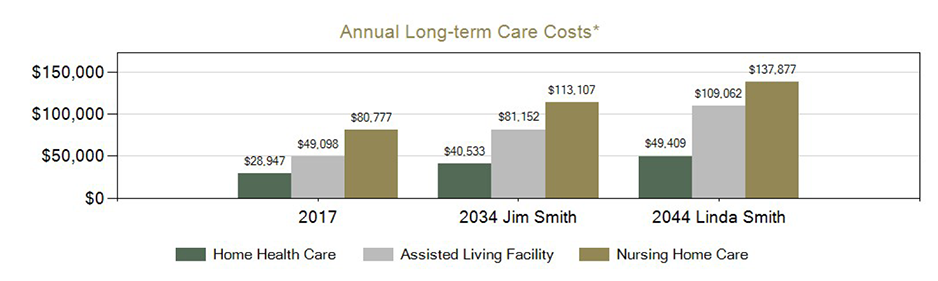 Annual Long-term Care Costs*
$150,000
$100,000
$50,000
$0
$28,947
$49,098
$80,777
$40,533
$81,152
$113,107
$49,409
$109,062
$137,877
2017
2034 Jim Smith
2044 Linda Smith
Home Health Care
Assisted Living Facility
Nursing Home Care